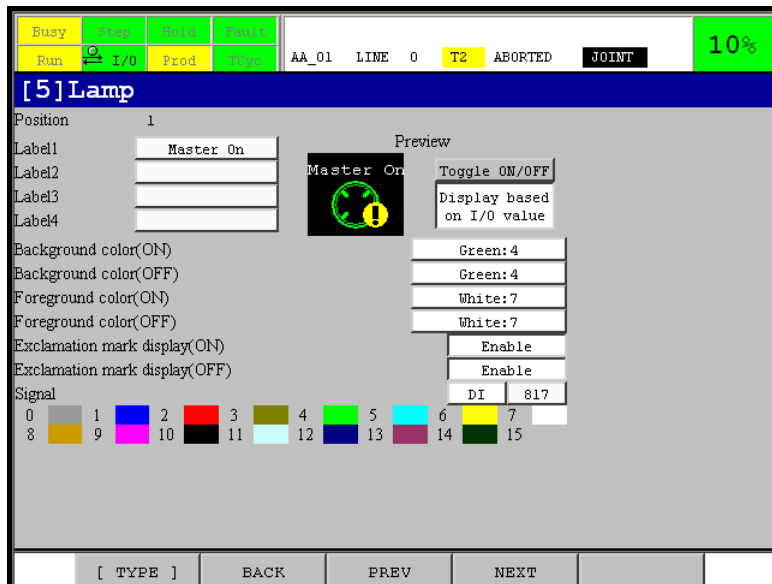 Busy Step Hold Fault
Run I/O Prod TCyc AA_01 LINE 0 T2 ABORTED JOINT 10%
[5]Lamp
Position 1
Preview
Label1 Master On
Label2 Master On Toggle ON/OFF
Label3 Display based
Label4 on I/O value
Background color(ON) Green:4
Background color(OFF) Green:4
Foreground color(ON) White:7
Foreground color(OFF) White:7
Exclamation mark display(ON) Enable
Exclamation mark display(OFF) Enable
Signal DI 817
0 1 2 3 4 5 6 7
8 9 10 11 12 13 14 15
[ TYPE ] BACK PREV NEXT